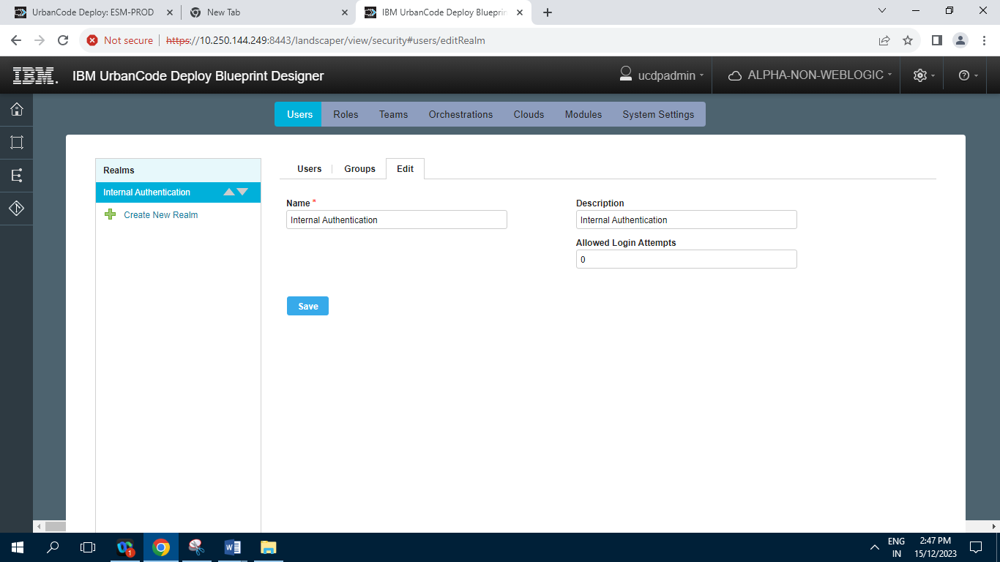 UrbanCode Deploy: ESM-PROD
New Tab
IBM UrbanCode Deploy Blueprin
Not secure https://10.250.144.249:8443/landscaper/view/security#users/editRealm
IBM. IBM UrbanCode Deploy Blueprint Designer ucdpadmin ALPHA-NON-WEBLOGIC
Users Roles Teams Orchestrations Clouds Modules System Settings
Realms
Internal Authentication
Create New Realm
Users Groups Edit
Name *
Internal Authentication
Description
Internal Authentication
Allowed Login Attempts
0
Save
1
ENG
IN
2:47 PM
15/12/2023